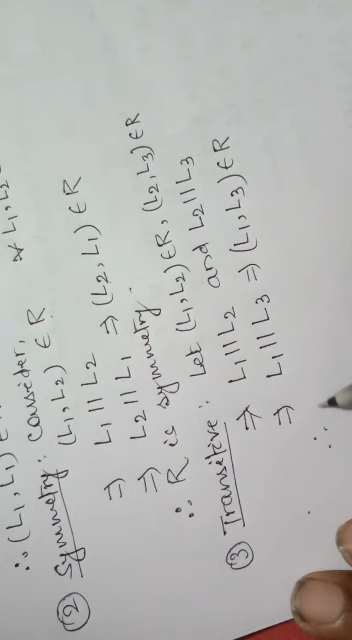 ∴ (L₁, L₁) ∈
∀ L₁, L₂
② Symmetry: consider,
(L₁, L₂) ∈ R
⇒ L₁ || L₂
⇒ L₂ || L₁ ⇒ (L₂, L₁) ∈ R
∴ R is symmetry.
③ Transitive: Let (L₁, L₂) ∈ R, (L₂, L₃) ∈ R
⇒ L₁ || L₂ and L₂ || L₃
⇒ L₁ || L₃ ⇒ (L₁, L₃) ∈ R
∴